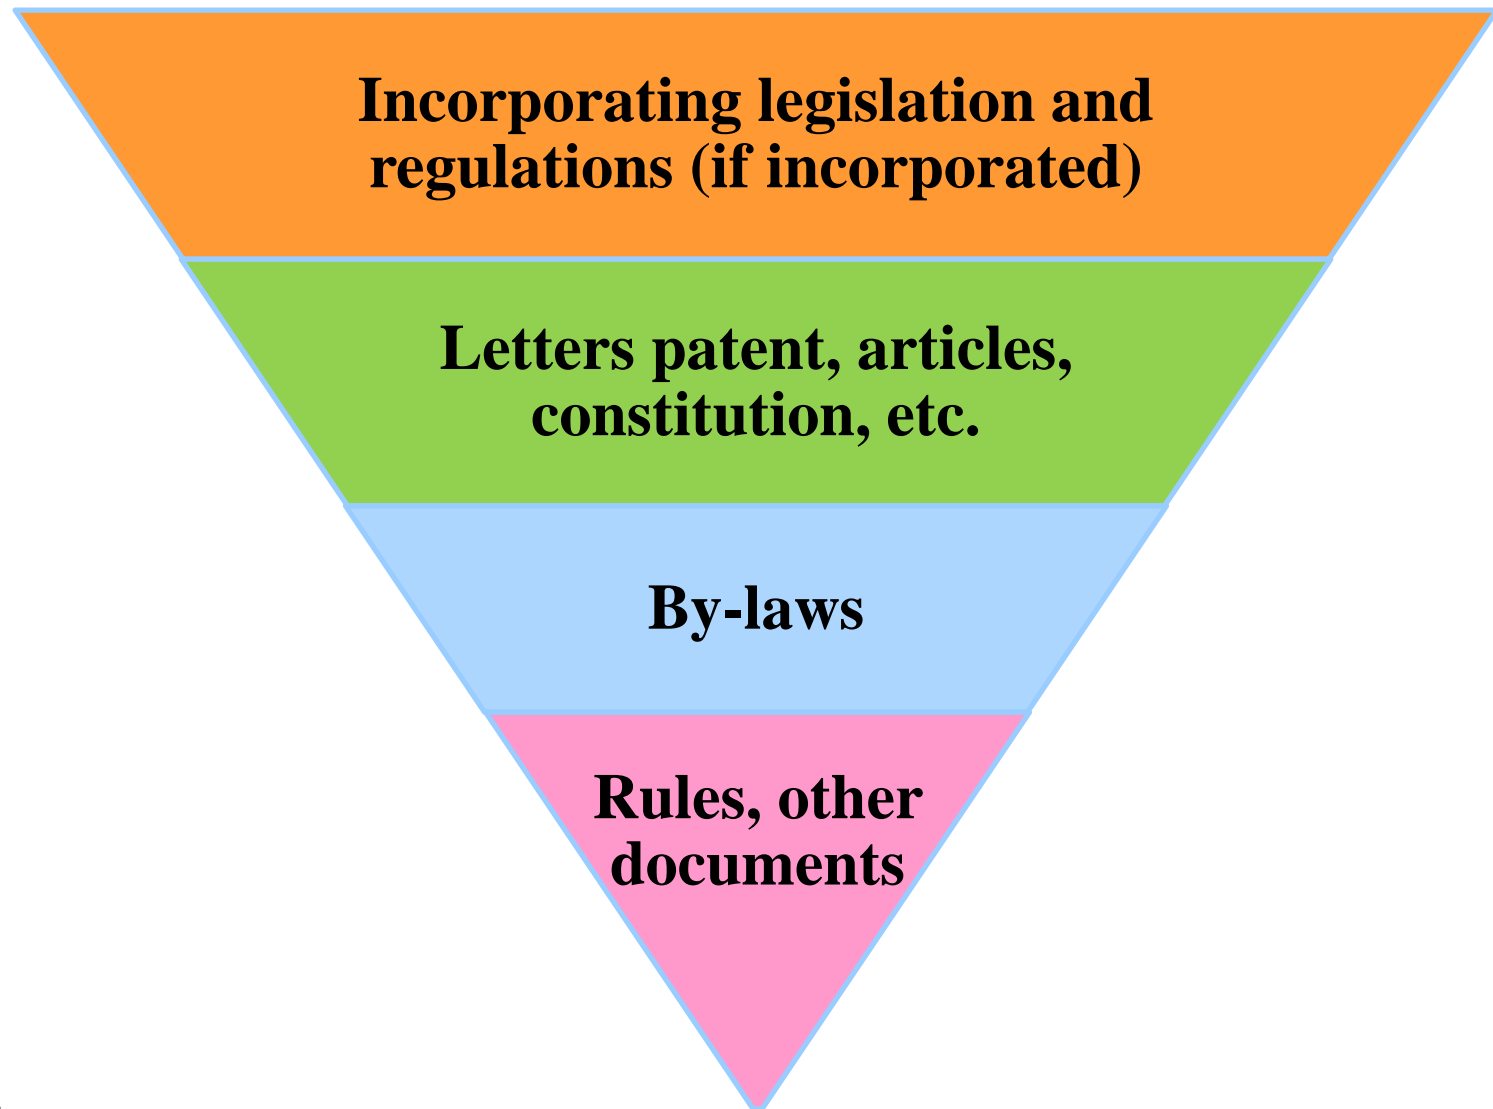 Incorporating legislation and
regulations (if incorporated)
Letters patent, articles,
constitution, etc.
By-laws
Rules, other
documents